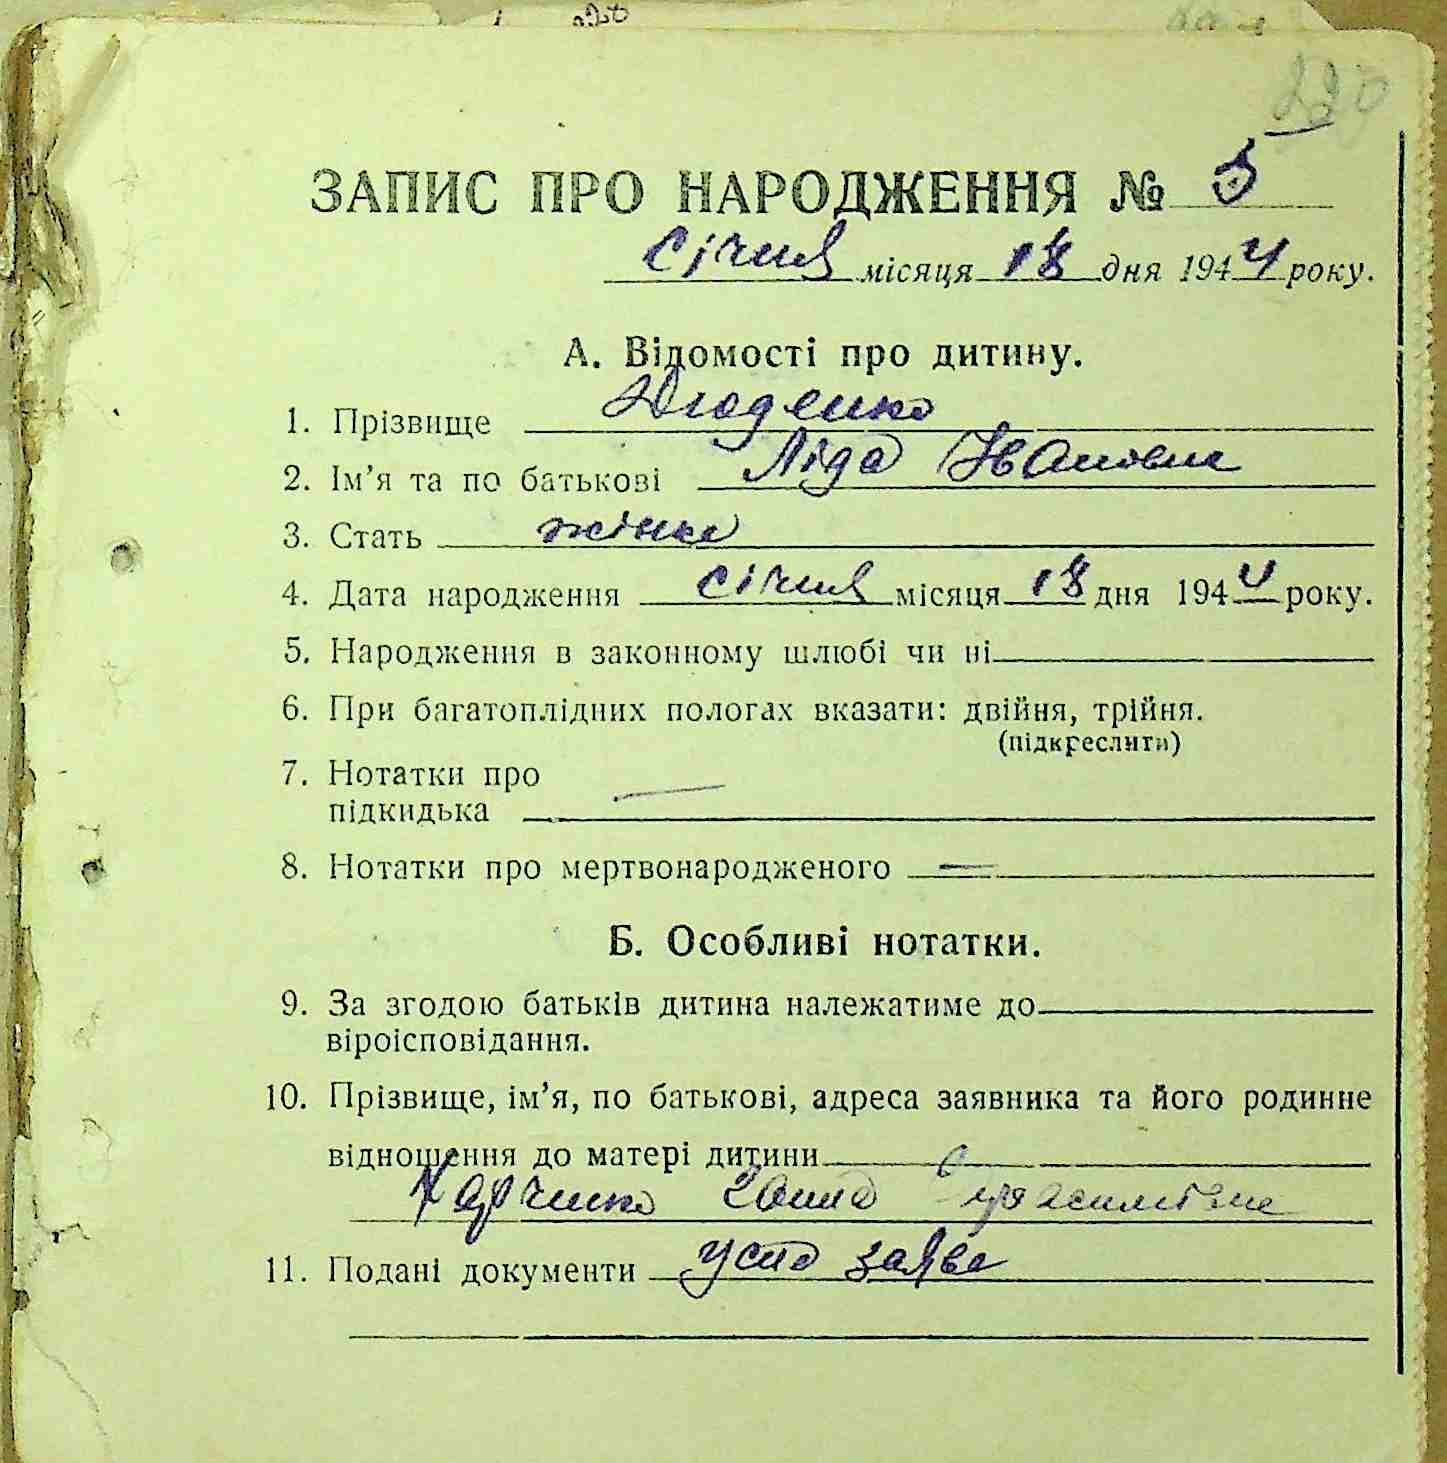 220
ЗАПИС ПРО НАРОДЖЕННЯ № 5
січня місяця 18 дня 1944 року.
А. Відомості про дитину.
1. Прізвище
2. Ім’я та по батькові Ліда Івановна
3. Стать жінка
4. Дата народження січня місяця 18 дня 1944 року.
5. Народження в законному шлюбі чи ні
6. При багатоплідних пологах вказати: двійня, трійня.
(підкреслити)
7. Нотатки про
підкидька —
8. Нотатки про мертвонародженого —
Б. Особливі нотатки.
9. За згодою батьків дитина належатиме до
віроісповідання.
10. Прізвище, ім’я, по батькові, адреса заявника та його родинне
відношення до матері дитини
11. Подані документи усна заява